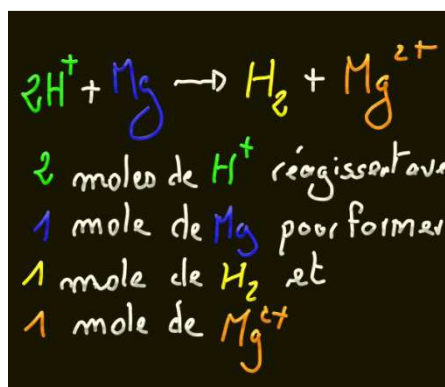 2H⁺ + Mg → H₂ + Mg²⁺
2 moles de H⁺ réagissent ave
1 mole de Mg pour former
1 mole de H₂ et
1 mole de Mg²⁺